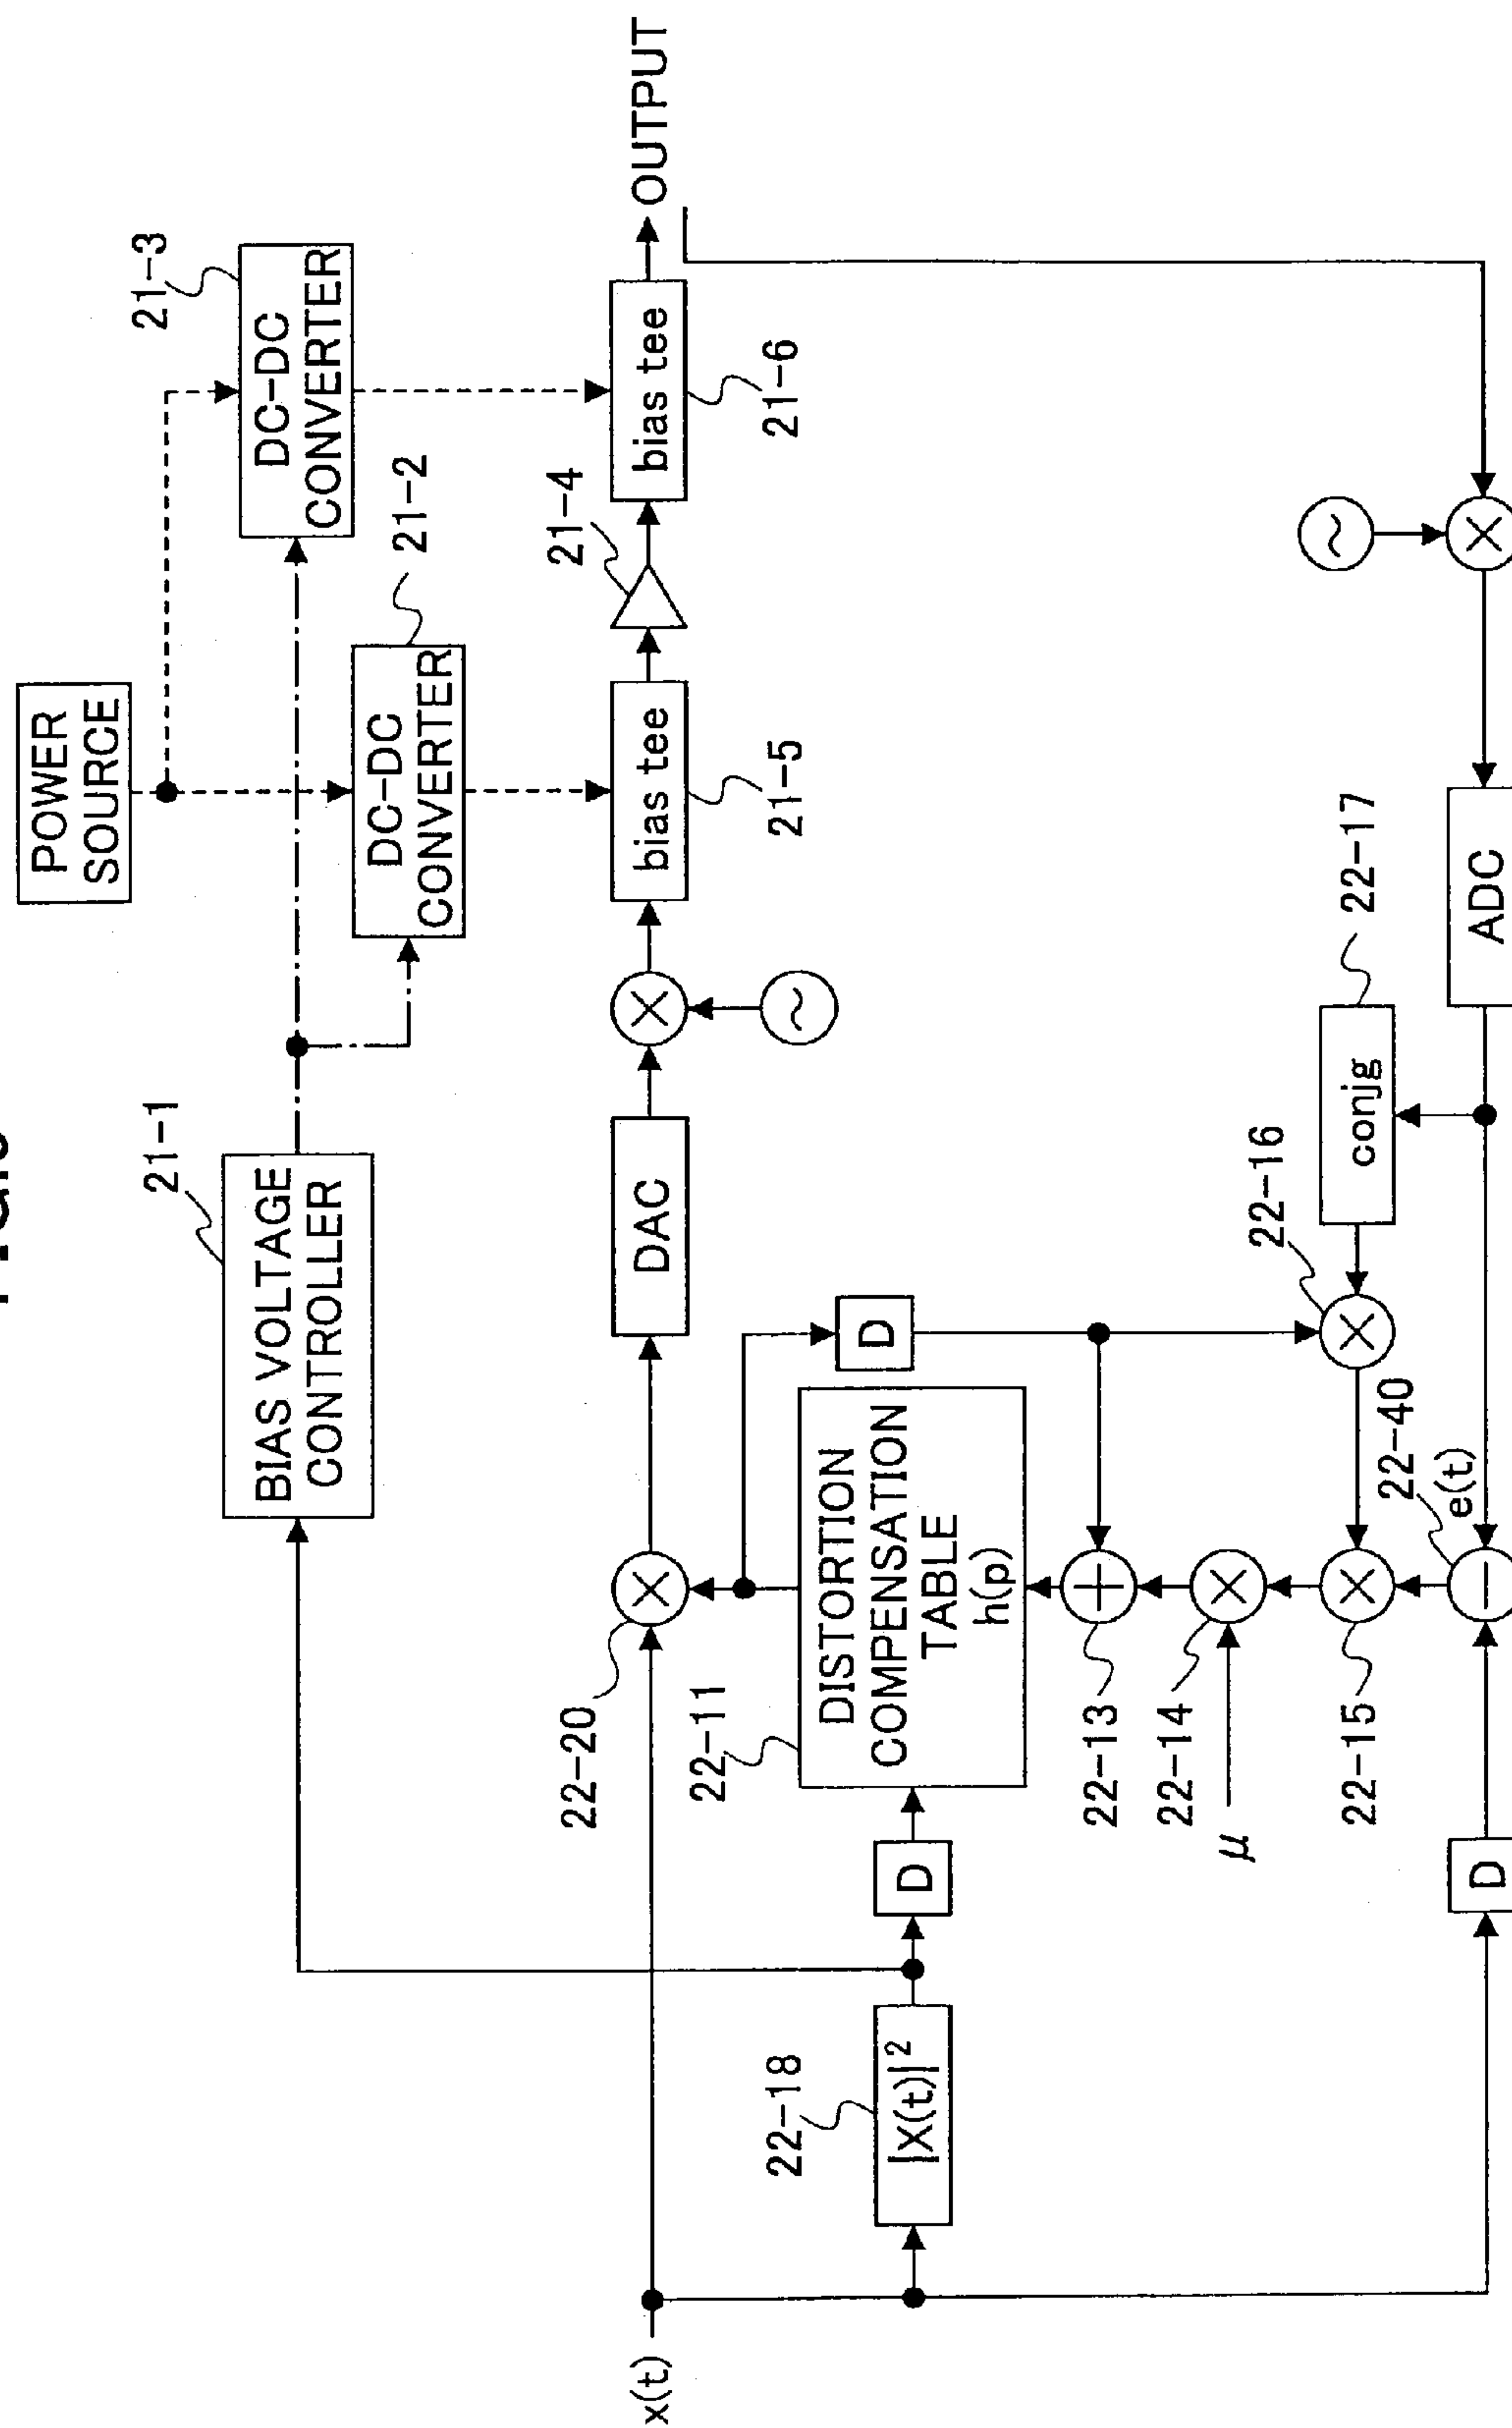 POWER
SOURCE
21-3
DC-DC
CONVERTER
21-1
BIAS VOLTAGE
CONTROLLER
21-2
DC-DC
CONVERTER
21-4
x(t)
22-20
DAC
bias tee
21-5
bias tee
21-6
OUTPUT
22-18
|X(t)|²
D
22-11
DISTORTION
COMPENSATION
TABLE
h(p)
D
22-13
22-14
μ
22-15
22-16
22-17
conjg
22-40
e(t)
D
ADC